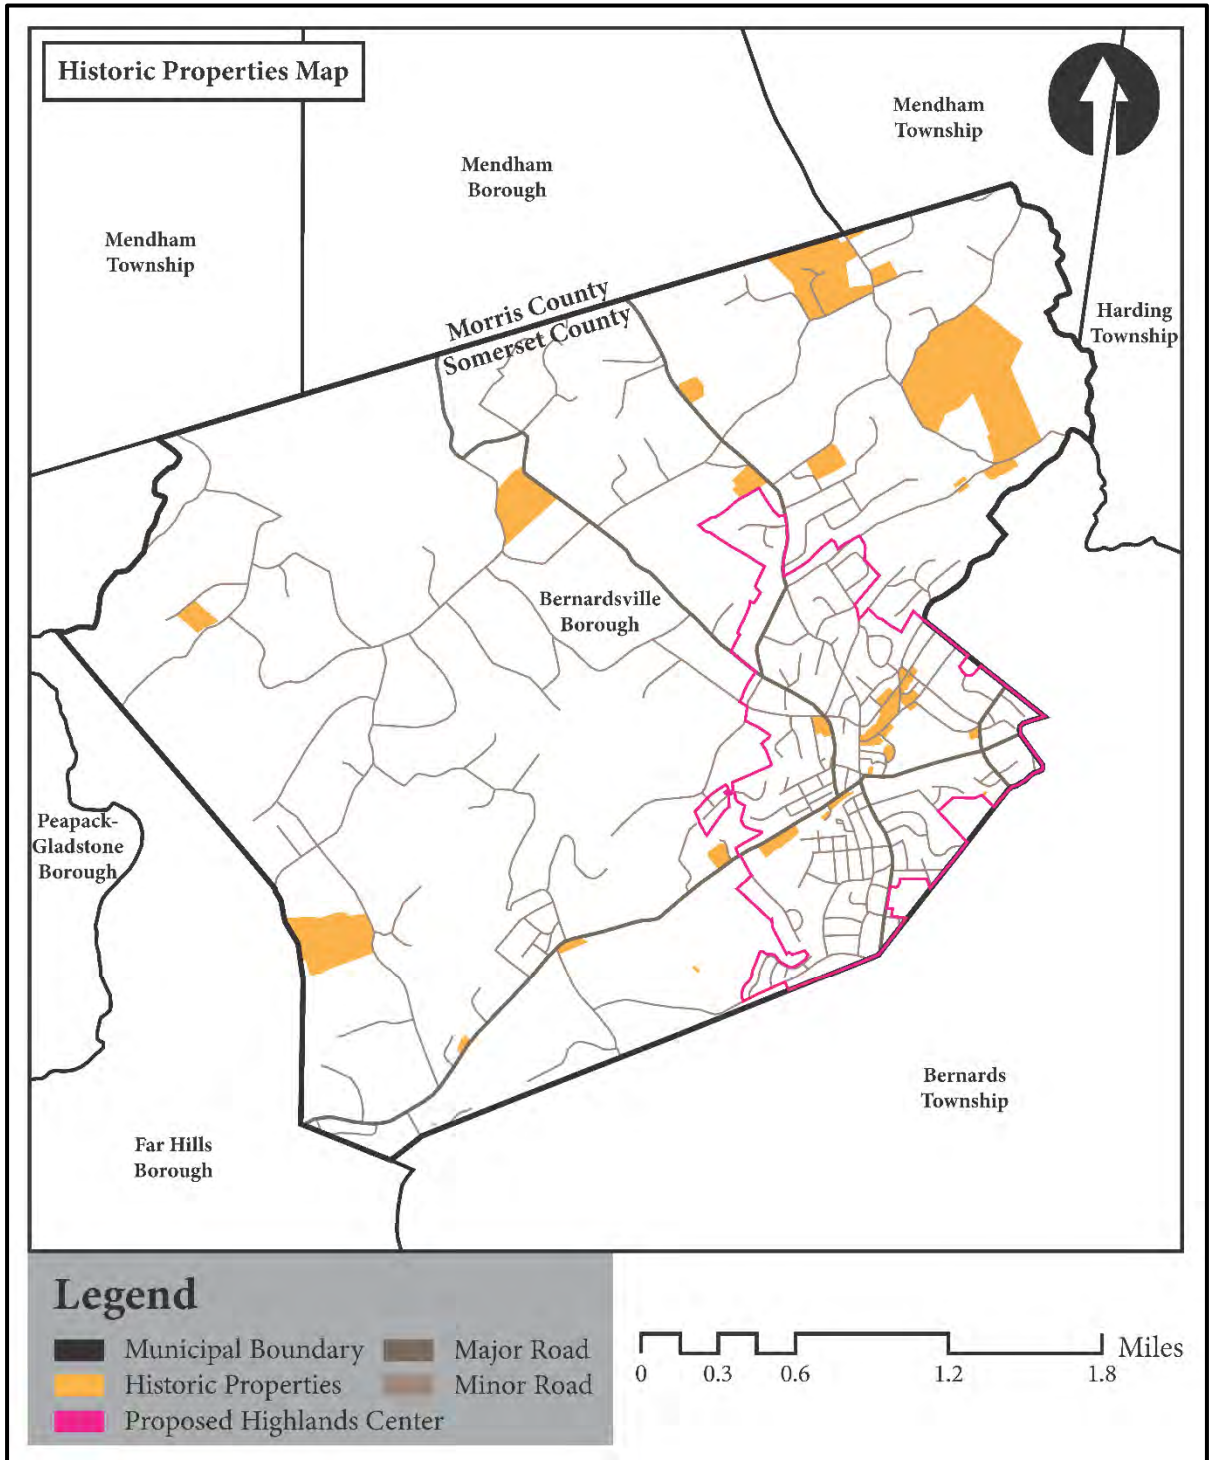 Historic Properties Map
Mendham
Township
Mendham
Borough
Mendham
Township
Morris County
Somerset County
Harding
Township
Bernardsville
Borough
Peapack-
Gladstone
Borough
Bernards
Township
Far Hills
Borough
Legend
Municipal Boundary
Major Road
Historic Properties
Minor Road
Proposed Highlands Center
Miles
0 0.3 0.6 1.2 1.8